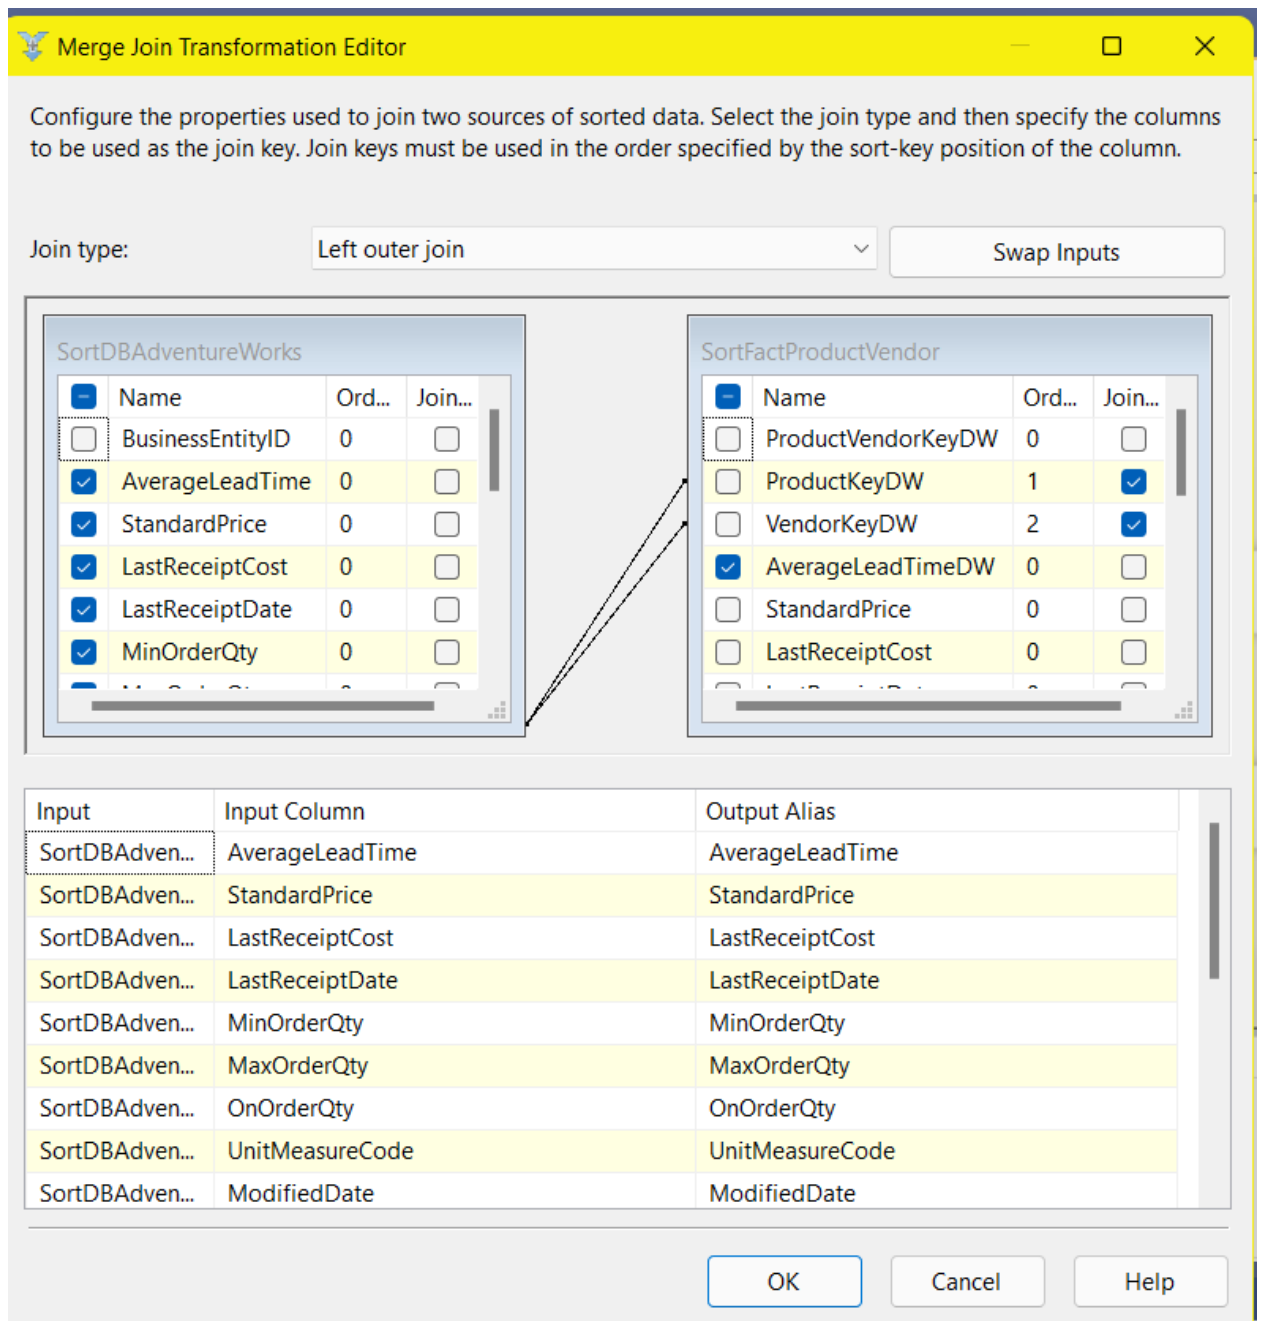 Merge Join Transformation Editor
Configure the properties used to join two sources of sorted data. Select the join type and then specify the columns
to be used as the join key. Join keys must be used in the order specified by the sort-key position of the column.
Join type: Left outer join Swap Inputs
SortDBAdventureWorks
Name Ord... Join...
BusinessEntityID 0
AverageLeadTime 0
StandardPrice 0
LastReceiptCost 0
LastReceiptDate 0
MinOrderQty 0
SortFactProductVendor
Name Ord... Join...
ProductVendorKeyDW 0
ProductKeyDW 1
VendorKeyDW 2
AverageLeadTimeDW 0
StandardPrice 0
LastReceiptCost 0
Input Input Column Output Alias
SortDBAdven... AverageLeadTime AverageLeadTime
SortDBAdven... StandardPrice StandardPrice
SortDBAdven... LastReceiptCost LastReceiptCost
SortDBAdven... LastReceiptDate LastReceiptDate
SortDBAdven... MinOrderQty MinOrderQty
SortDBAdven... MaxOrderQty MaxOrderQty
SortDBAdven... OnOrderQty OnOrderQty
SortDBAdven... UnitMeasureCode UnitMeasureCode
SortDBAdven... ModifiedDate ModifiedDate
OK Cancel Help